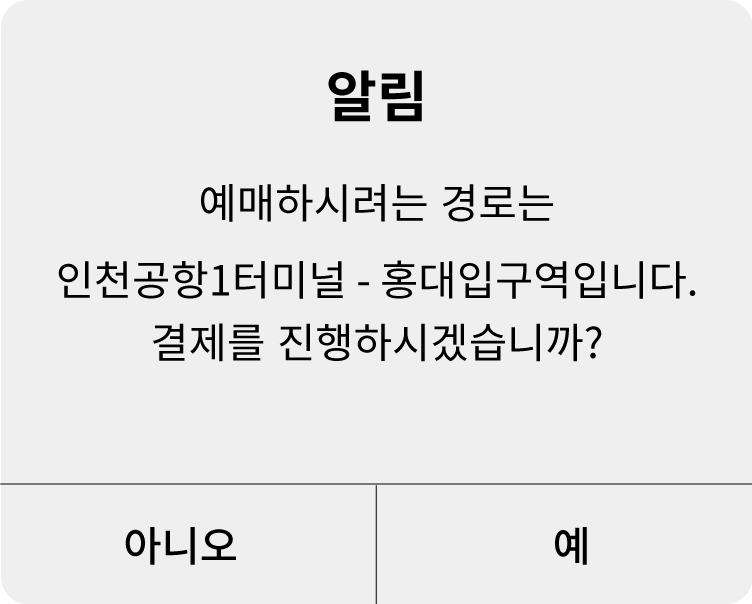 알림
예매하시려는 경로는
인천공항1터미널 - 홍대입구역입니다.
결제를 진행하시겠습니까?
아니오
예